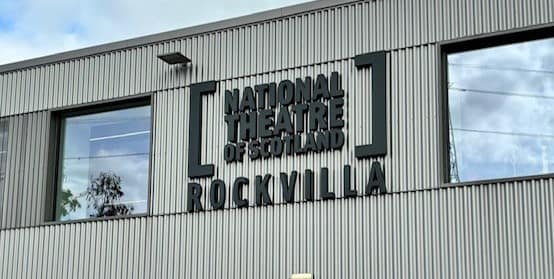 NATIONAL
THEATRE
OF SCOTLAND
ROCKVILLA